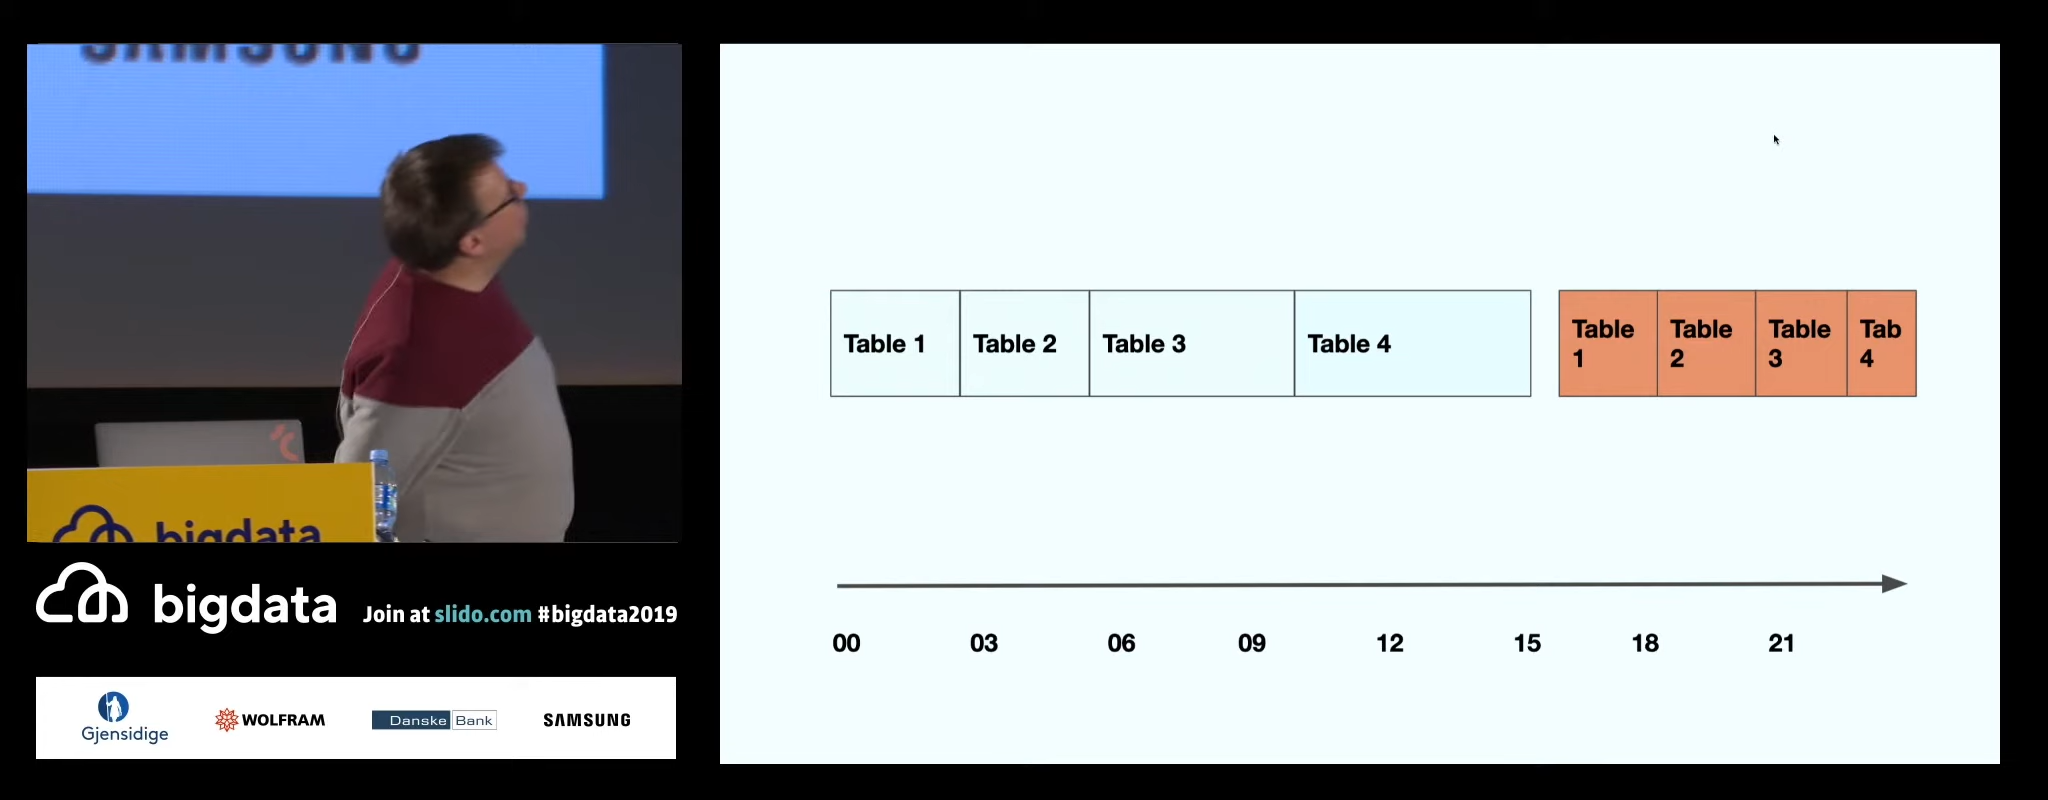 SAMSUNG
bigdata
bigdata
Join at slido.com #bigdata2019
Gjensidige
WOLFRAM
Danske Bank
SAMSUNG
Table 1
Table 2
Table 3
Table 4
Table
1
Table
2
Table
3
Tab
4
00
03
06
09
12
15
18
21